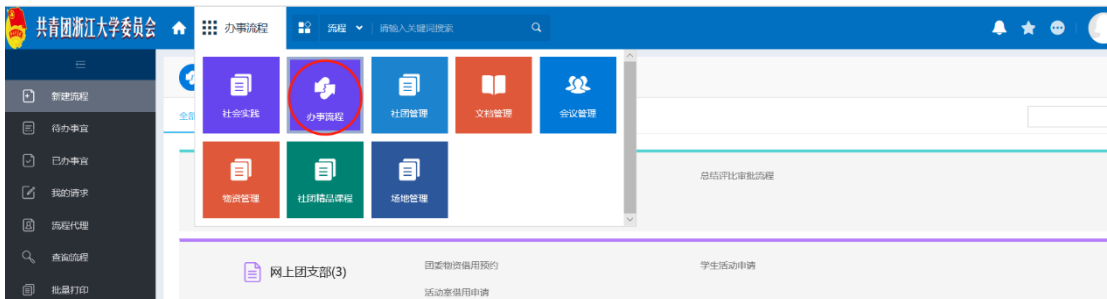 共青团浙江大学委员会
办事流程
流程
请输入关键词搜索
新建流程
待办事宜
已办事宜
我的请求
流程代理
查询流程
批量打印
社会实践
办事流程
社团管理
文档管理
会议管理
物资管理
社团精品课程
场地管理
总结评比审批流程
网上团支部(3)
团委物资借用预约
学生活动申请
活动室借用申请